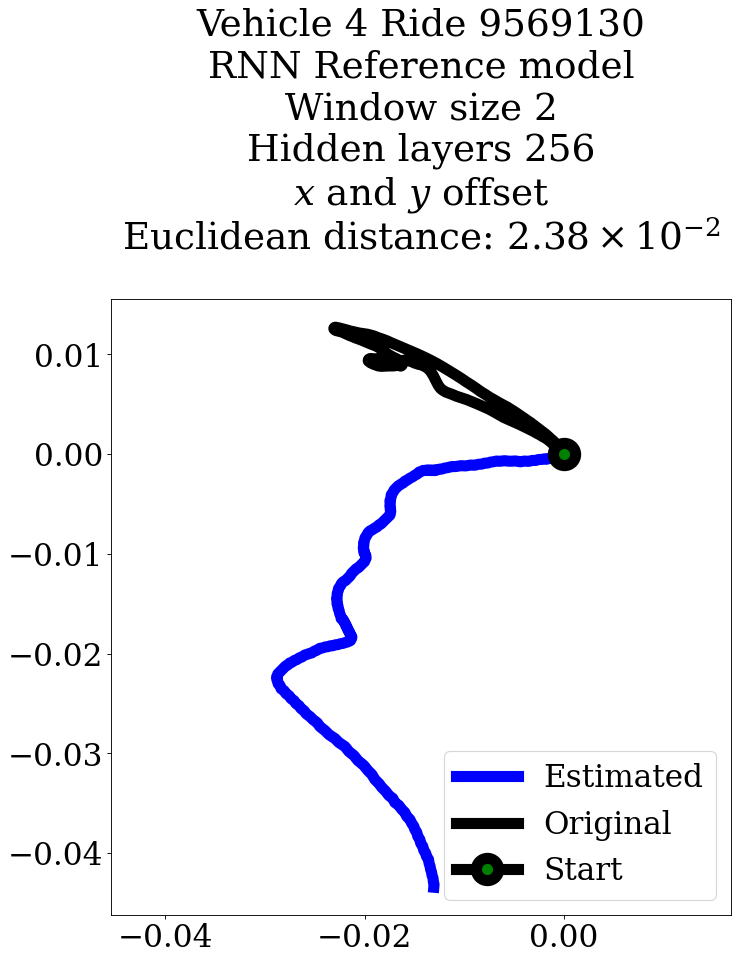 Vehicle 4 Ride 9569130
RNN Reference model
Window size 2
Hidden layers 256
x and y offset
Euclidean distance: 2.38 × 10⁻²
0.01
0.00
−0.01
−0.02
−0.03
−0.04
Estimated
Original
Start
−0.04 −0.02 0.00